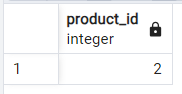 product_id
integer
1 2